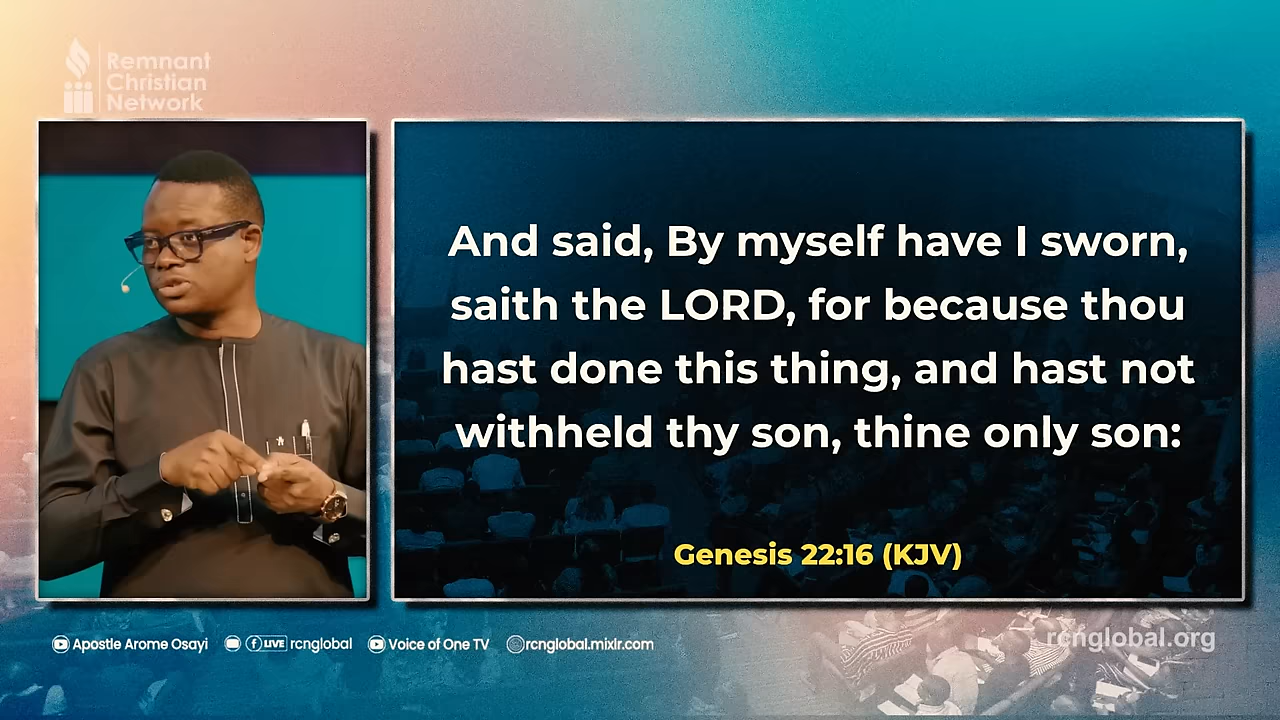 Remnant
Christian
Network
And said, By myself have I sworn,
saith the LORD, for because thou
hast done this thing, and hast not
withheld thy son, thine only son:
Genesis 22:16 (KJV)
Apostle Arome Osayi f LIVE rcnglobal Voice of One TV rcnglobal.mixlr.com
rcnglobal.org